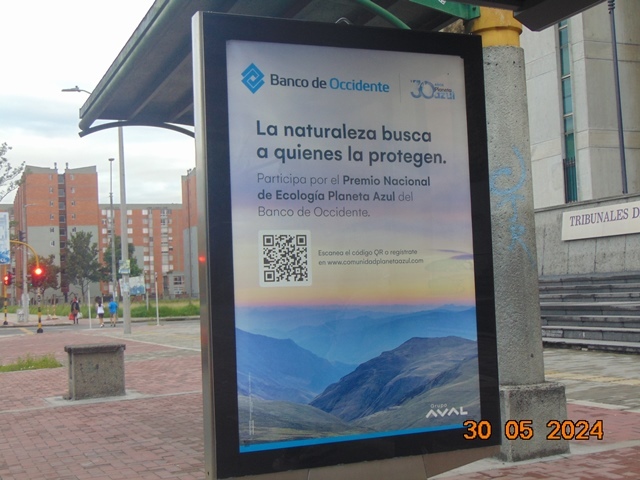 Banco de Occidente
30
La naturaleza busca
a quienes la protegen.
Participa por el Premio Nacional
de Ecología Planeta Azul del
Banco de Occidente.
Escanea el código QR o regístrate
en www.comunidadplanetaazul.com
Grupo
AVAL
TRIBUNALES D
30 05 2024